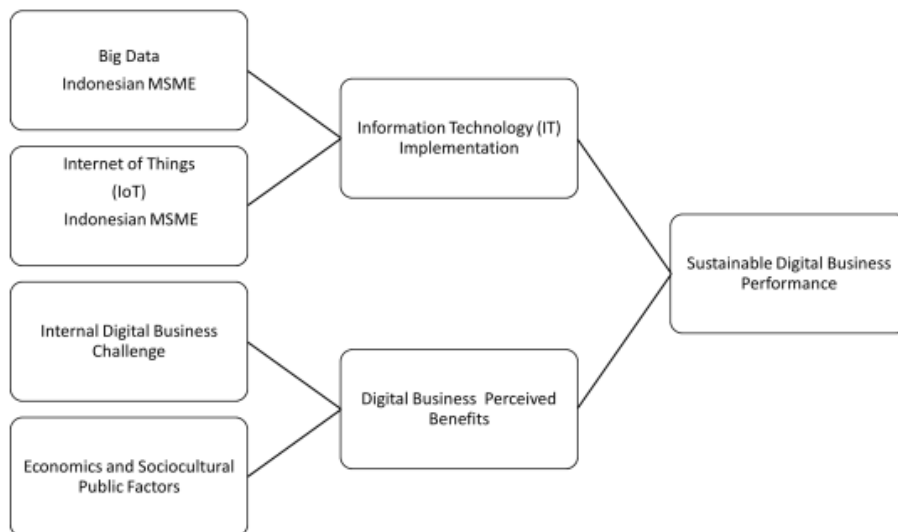 Big Data
Indonesian MSME
Internet of Things
(IoT)
Indonesian MSME
Internal Digital Business
Challenge
Economics and Sociocultural
Public Factors
Information Technology (IT)
Implementation
Digital Business Perceived
Benefits
Sustainable Digital Business
Performance